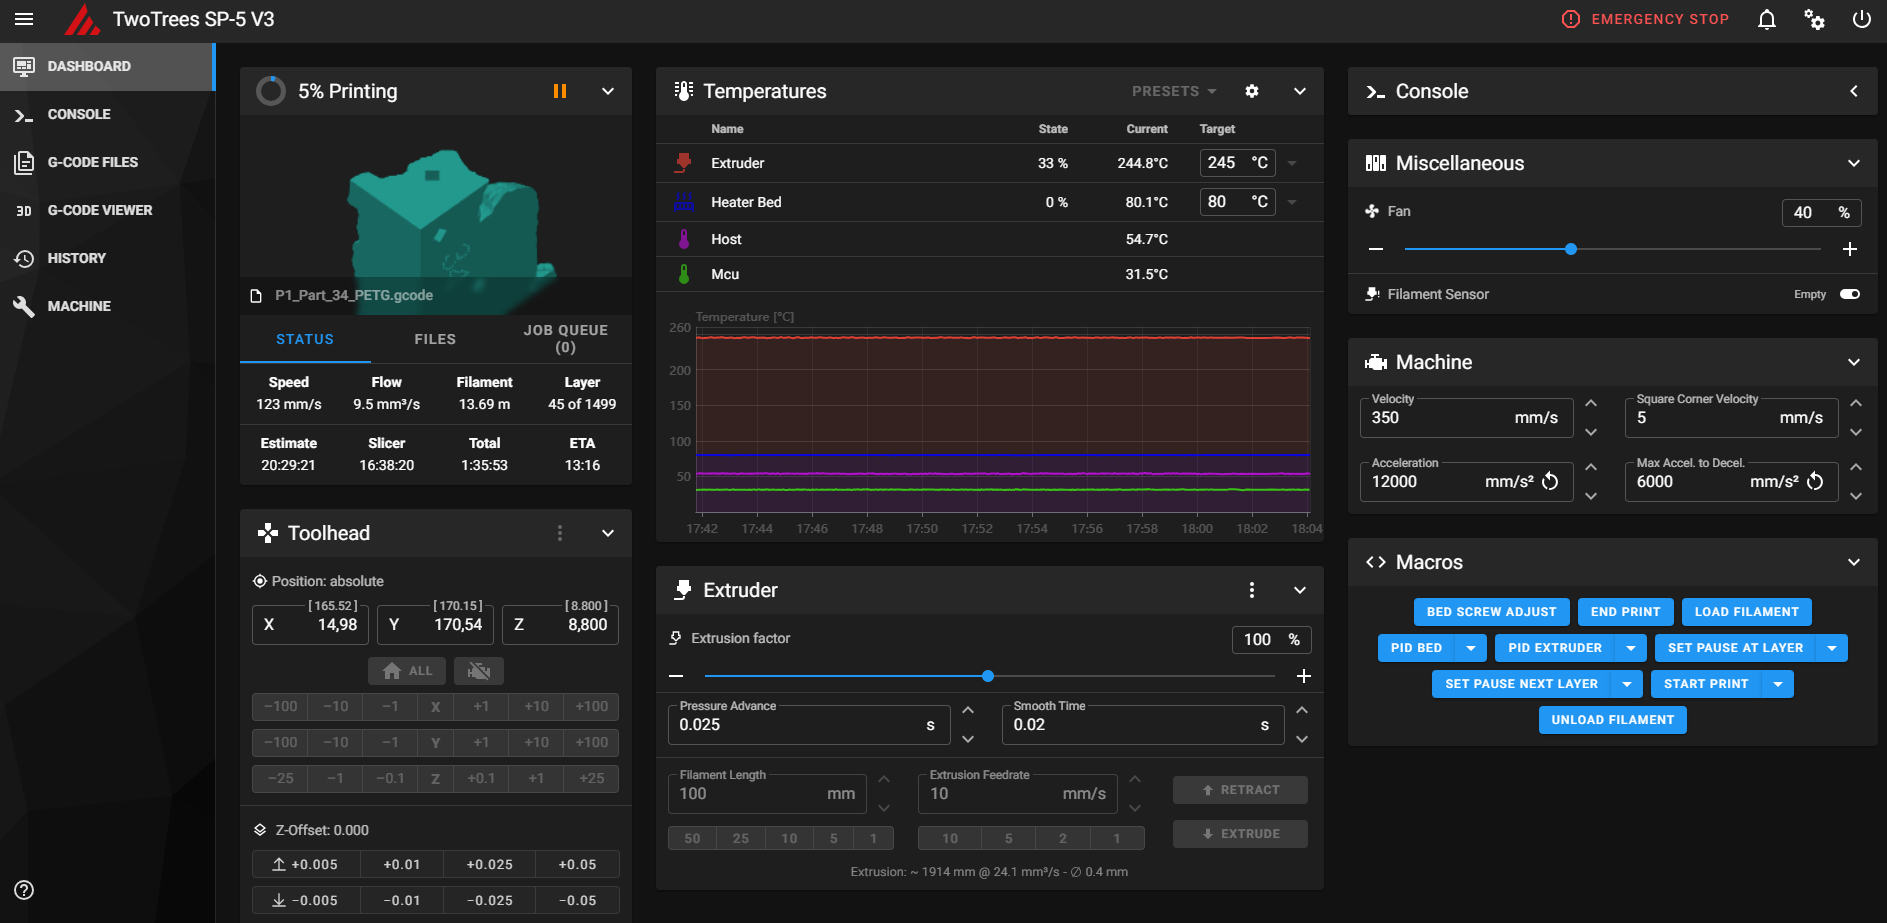 TwoTrees SP-5 V3
EMERGENCY STOP
DASHBOARD
CONSOLE
G-CODE FILES
3D G-CODE VIEWER
HISTORY
MACHINE
5% Printing
P1_Part_34_PETG.gcode
STATUS FILES JOB QUEUE
(0)
Speed Flow Filament Layer
123 mm/s 9.5 mm³/s 13.69 m 45 of 1499
Estimate Slicer Total ETA
20:29:21 16:38:20 1:35:53 13:16
Toolhead
Position: absolute
[ 165.52 ] [ 170.15 ] [ 8.800 ]
X 14,98 Y 170,54 Z 8,800
ALL
−100 −10 −1 X +1 +10 +100
−100 −10 −1 Y +1 +10 +100
−25 −1 −0.1 Z +0.1 +1 +25
Z-Offset: 0.000
+0.005 +0.01 +0.025 +0.05
−0.005 −0.01 −0.025 −0.05
Temperatures
PRESETS
Name State Current Target
Extruder 33 % 244.8°C 245 °C
Heater Bed 0 % 80.1°C 80 °C
Host 54.7°C
Mcu 31.5°C
Temperature [°C]
260
200
150
100
50
17:42 17:44 17:46 17:48 17:50 17:52 17:54 17:56 17:58 18:00 18:02 18:04
Extruder
Extrusion factor 100 %
Pressure Advance Smooth Time
0.025 s 0.02 s
Filament Length Extrusion Feedrate
100 mm 10 mm/s
RETRACT
50 25 10 5 1 10 5 2 1
EXTRUDE
Extrusion: ~ 1914 mm @ 24.1 mm³/s - ∅ 0.4 mm
Console
Miscellaneous
Fan 40 %
Filament Sensor Empty
Machine
Velocity Square Corner Velocity
350 mm/s 5 mm/s
Acceleration Max Accel. to Decel.
12000 mm/s² 6000 mm/s²
Macros
BED SCREW ADJUST END PRINT LOAD FILAMENT
PID BED PID EXTRUDER SET PAUSE AT LAYER
SET PAUSE NEXT LAYER START PRINT
UNLOAD FILAMENT